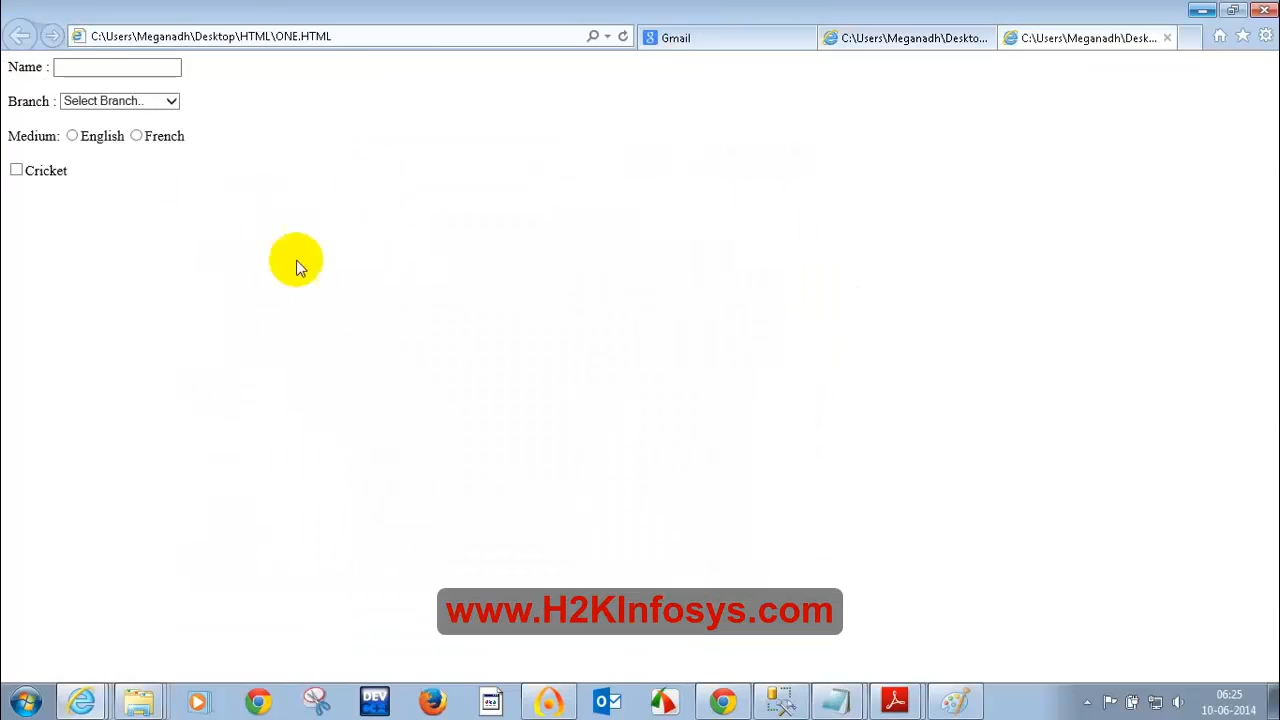 C:\Users\Meganadh\Desktop\HTML\ONE.HTML
Gmail
C:\Users\Meganadh\Deskto...
C:\Users\Meganadh\Desk...
Name :
Branch : Select Branch..
Medium: English French
Cricket
www.H2KInfosys.com
DEV
06:25
10-06-2014